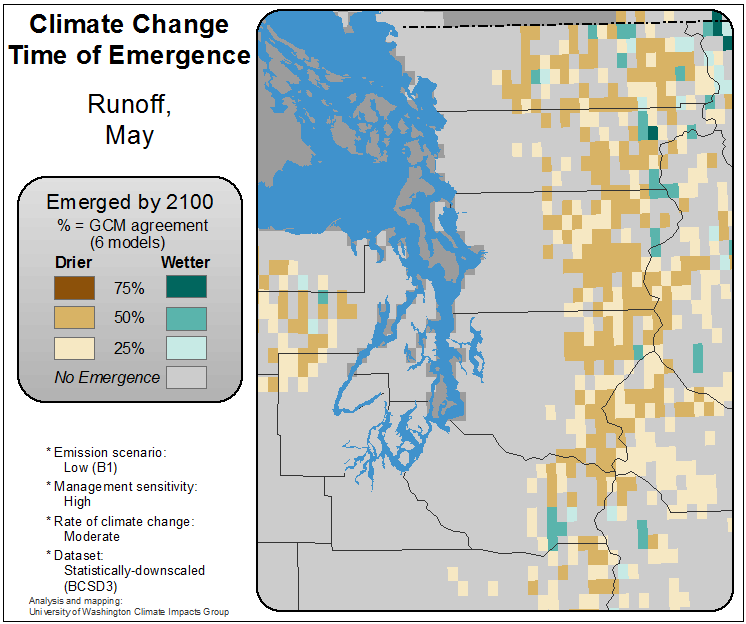 Climate Change
Time of Emergence
Runoff,
May
Emerged by 2100
% = GCM agreement
(6 models)
Drier Wetter
75%
50%
25%
No Emergence
* Emission scenario:
Low (B1)
* Management sensitivity:
High
* Rate of climate change:
Moderate
* Dataset:
Statistically-downscaled
(BCSD3)
Analysis and mapping:
University of Washington Climate Impacts Group